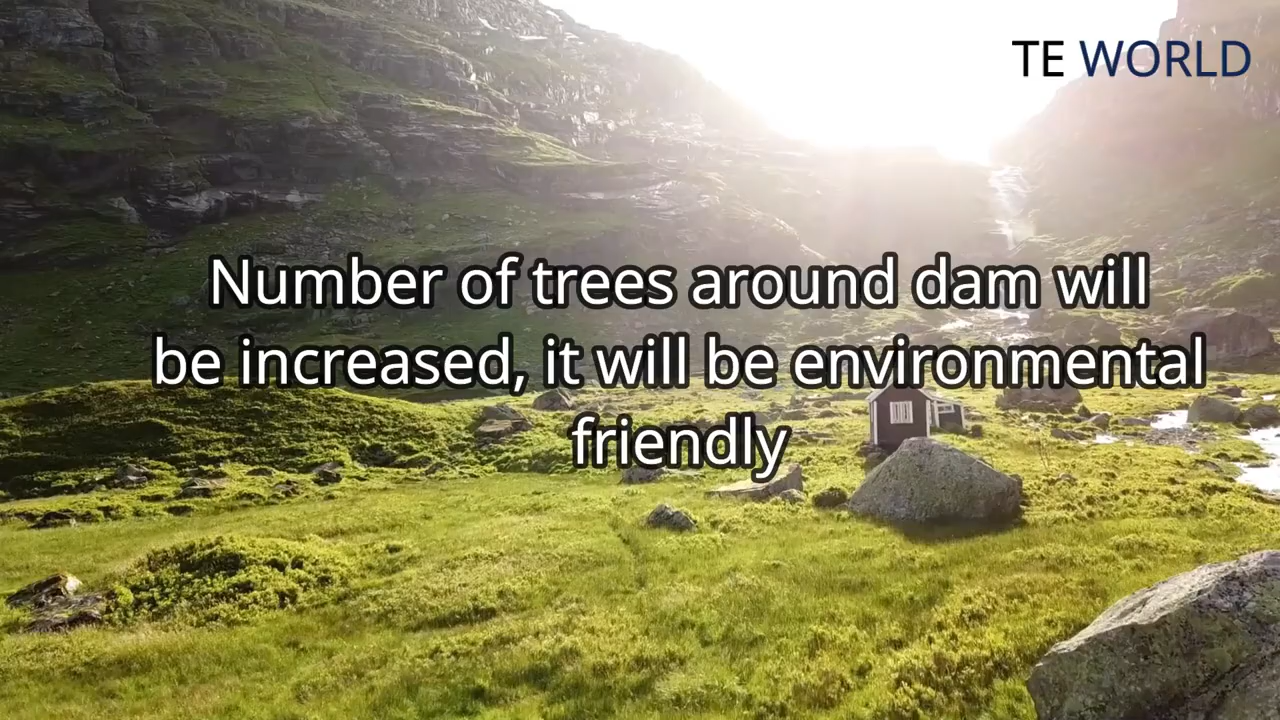 TE WORLD
Number of trees around dam will
be increased, it will be environmental
friendly